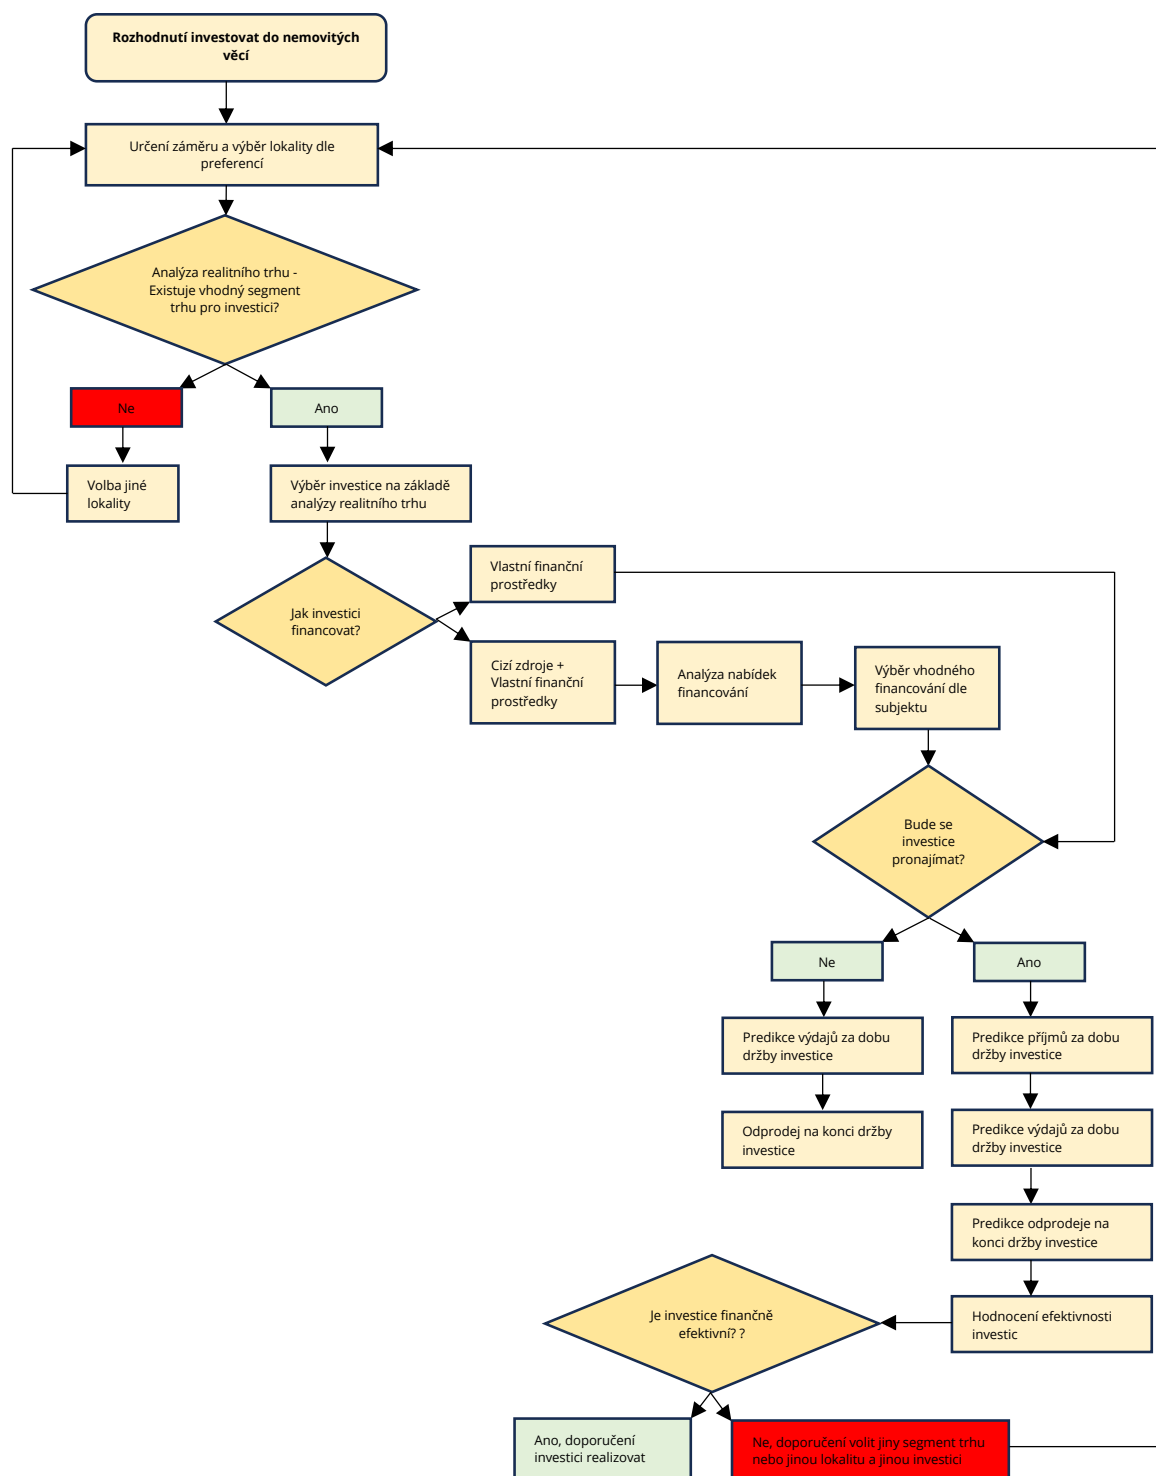 Rozhodnutí investovat do nemovitých
věcí
Určení záměru a výběr lokality dle
preferencí
Analýza realitního trhu -
Existuje vhodný segment
trhu pro investici?
Ne
Ano
Volba jiné
lokality
Výběr investice na základě
analýzy realitního trhu
Jak investici
financovat?
Vlastní finanční
prostředky
Cizí zdroje +
Vlastní finanční
prostředky
Analýza nabídek
financování
Výběr vhodného
financování dle
subjektu
Bude se
investice
pronajímat?
Ne
Ano
Predikce výdajů za dobu
držby investice
Odprodej na konci držby
investice
Predikce příjmů za dobu
držby investice
Predikce výdajů za dobu
držby investice
Predikce odprodeje na
konci držby investice
Hodnocení efektivnosti
investic
Je investice finančně
efektivní? ?
Ano, doporučení
investici realizovat
Ne, doporučení volit jiny segment trhu
nebo jinou lokalitu a jinou investici